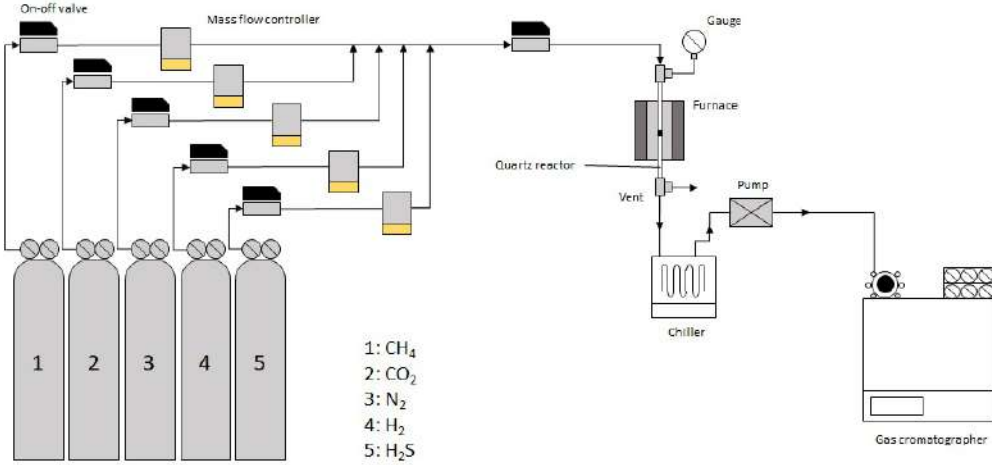 On-off valve
Mass flow controller
Gauge
Furnace
Quartz reactor
Vent
Pump
Chiller
1 2 3 4 5
1: CH₄
2: CO₂
3: N₂
4: H₂
5: H₂S
Gas cromatographer